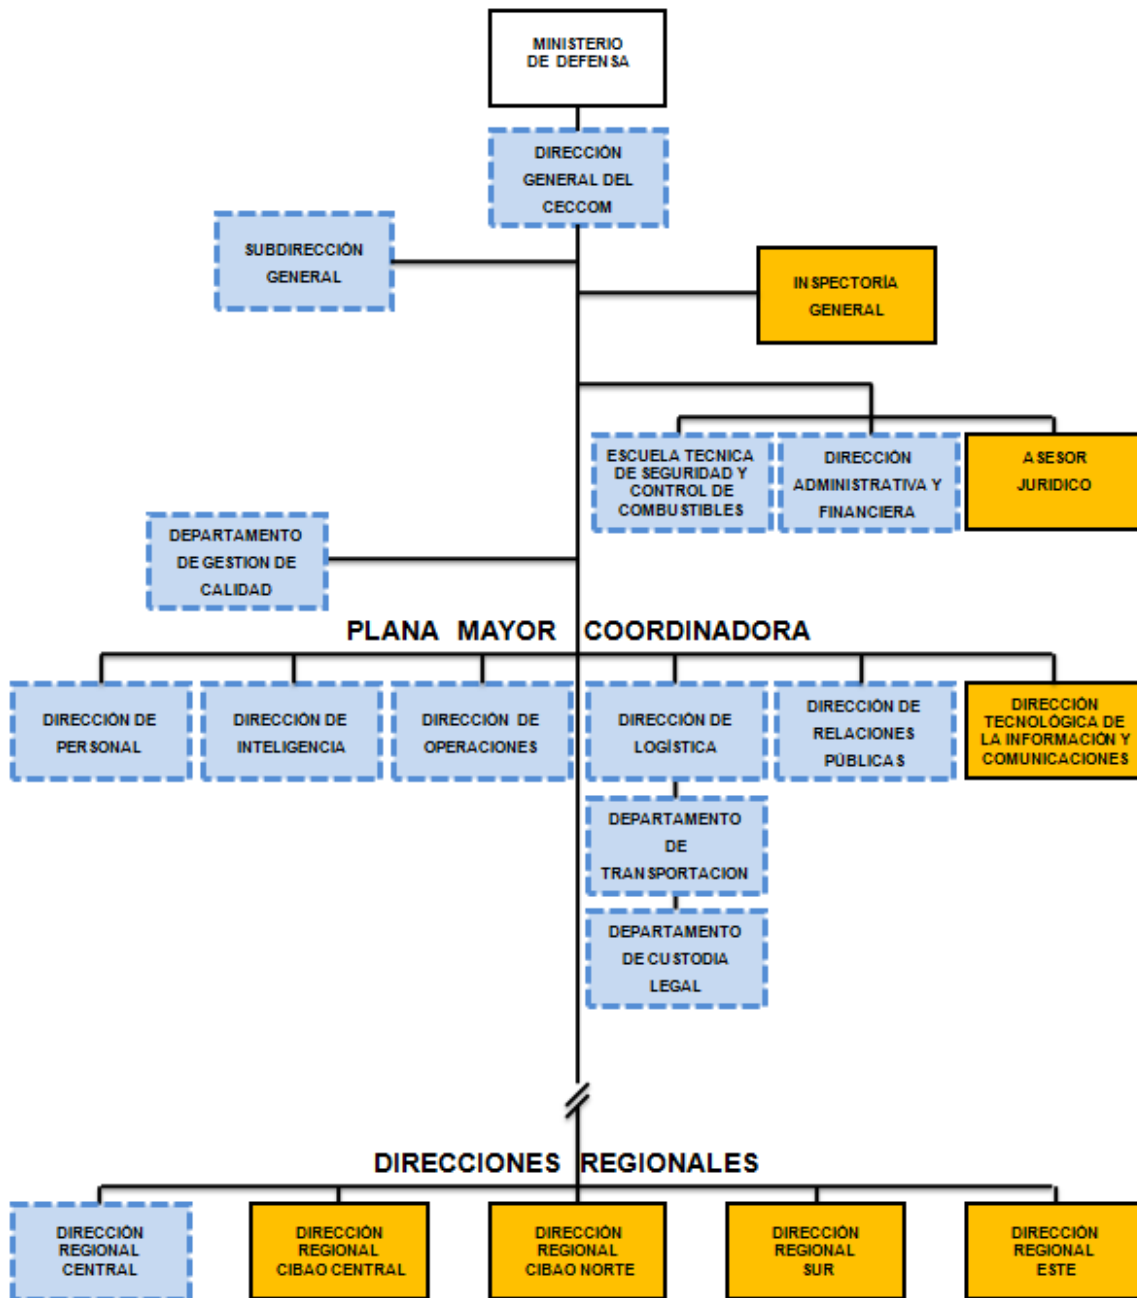 MINISTERIO
DE DEFENSA
DIRECCIÓN
GENERAL DEL
CECCOM
SUBDIRECCIÓN
GENERAL
INSPECTORÍA
GENERAL
ESCUELA TECNICA
DE SEGURIDAD Y
CONTROL DE
COMBUSTIBLES
DIRECCIÓN
ADMINISTRATIVA Y
FINANCIERA
ASESOR
JURIDICO
DEPARTAMENTO
DE GESTION DE
CALIDAD
PLANA MAYOR COORDINADORA
DIRECCIÓN DE
PERSONAL
DIRECCIÓN DE
INTELIGENCIA
DIRECCIÓN DE
OPERACIONES
DIRECCIÓN DE
LOGÍSTICA
DIRECCIÓN DE
RELACIONES
PÚBLICAS
DIRECCIÓN
TECNOLÓGICA DE
LA INFORMACIÓN Y
COMUNICACIONES
DEPARTAMENTO
DE
TRANSPORTACION
DEPARTAMENTO
DE CUSTODIA
LEGAL
DIRECCIONES REGIONALES
DIRECCIÓN
REGIONAL
CENTRAL
DIRECCIÓN
REGIONAL
CIBAO CENTRAL
DIRECCIÓN
REGIONAL
CIBAO NORTE
DIRECCIÓN
REGIONAL
SUR
DIRECCIÓN
REGIONAL
ESTE